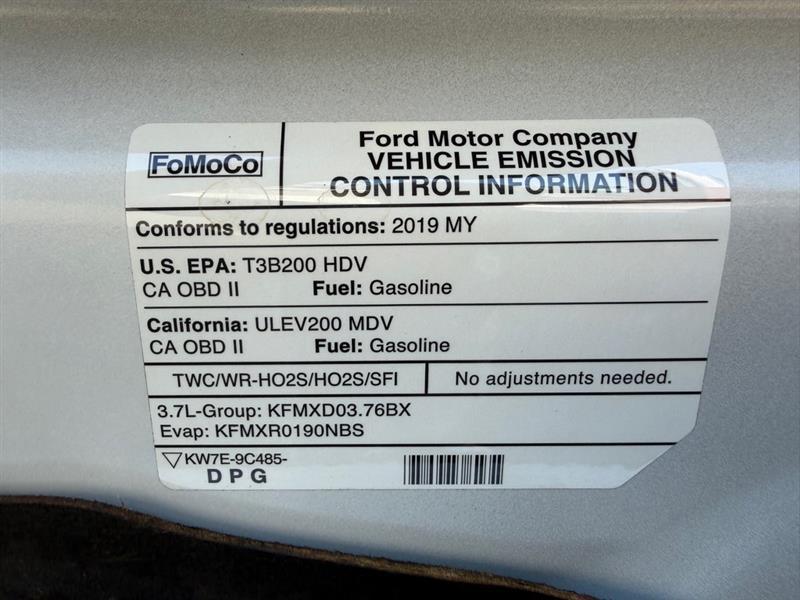 FoMoCo
Ford Motor Company
VEHICLE EMISSION
CONTROL INFORMATION
Conforms to regulations: 2019 MY
U.S. EPA: T3B200 HDV
CA OBD II Fuel: Gasoline
California: ULEV200 MDV
CA OBD II Fuel: Gasoline
TWC/WR-HO2S/HO2S/SFI No adjustments needed.
3.7L-Group: KFMXD03.76BX
Evap: KFMXR0190NBS
KW7E-9C485-
D P G